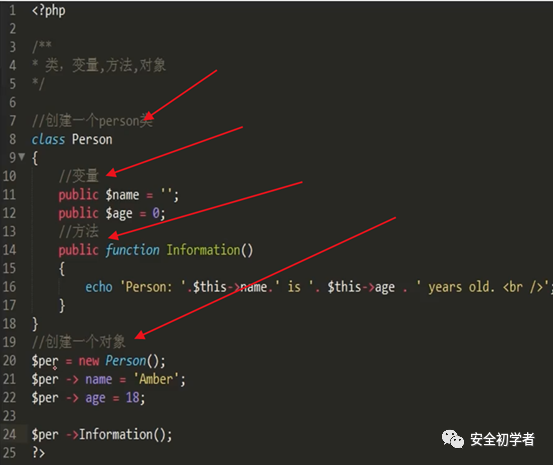 1 <?php
2
3 /**
4 * 类，变量,方法,对象
5 */
6
7 //创建一个person类
8 class Person
9 {
10 //变量
11 public $name = '';
12 public $age = 0;
13 //方法
14 public function Information()
15 {
16 echo 'Person: '.$this->name.' is '. $this->age . ' years old. <br />';
17 }
18 }
19 //创建一个对象
20 $per = new Person();
21 $per -> name = 'Amber';
22 $per -> age = 18;
23
24 $per ->Information();
25 ?>
安全初学者